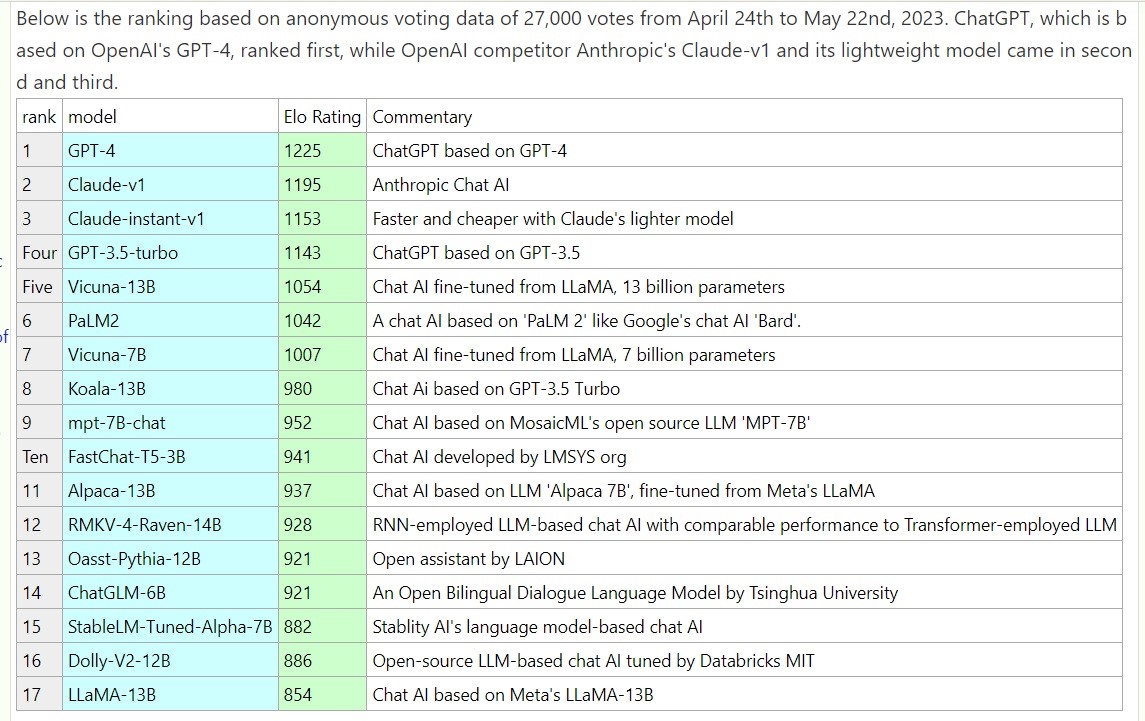 Below is the ranking based on anonymous voting data of 27,000 votes from April 24th to May 22nd, 2023. ChatGPT, which is b
ased on OpenAI's GPT-4, ranked first, while OpenAI competitor Anthropic's Claude-v1 and its lightweight model came in secon
d and third.
rank model Elo Rating Commentary
1 GPT-4 1225 ChatGPT based on GPT-4
2 Claude-v1 1195 Anthropic Chat AI
3 Claude-instant-v1 1153 Faster and cheaper with Claude's lighter model
Four GPT-3.5-turbo 1143 ChatGPT based on GPT-3.5
Five Vicuna-13B 1054 Chat AI fine-tuned from LLaMA, 13 billion parameters
6 PaLM2 1042 A chat AI based on 'PaLM 2' like Google's chat AI 'Bard'.
of
7 Vicuna-7B 1007 Chat AI fine-tuned from LLaMA, 7 billion parameters
8 Koala-13B 980 Chat Ai based on GPT-3.5 Turbo
9 mpt-7B-chat 952 Chat AI based on MosaicML's open source LLM 'MPT-7B'
Ten FastChat-T5-3B 941 Chat AI developed by LMSYS org
11 Alpaca-13B 937 Chat AI based on LLM 'Alpaca 7B', fine-tuned from Meta's LLaMA
12 RMKV-4-Raven-14B 928 RNN-employed LLM-based chat AI with comparable performance to Transformer-employed LLM
13 Oasst-Pythia-12B 921 Open assistant by LAION
14 ChatGLM-6B 921 An Open Bilingual Dialogue Language Model by Tsinghua University
15 StableLM-Tuned-Alpha-7B 882 Stablity AI's language model-based chat AI
16 Dolly-V2-12B 886 Open-source LLM-based chat AI tuned by Databricks MIT
17 LLaMA-13B 854 Chat AI based on Meta's LLaMA-13B